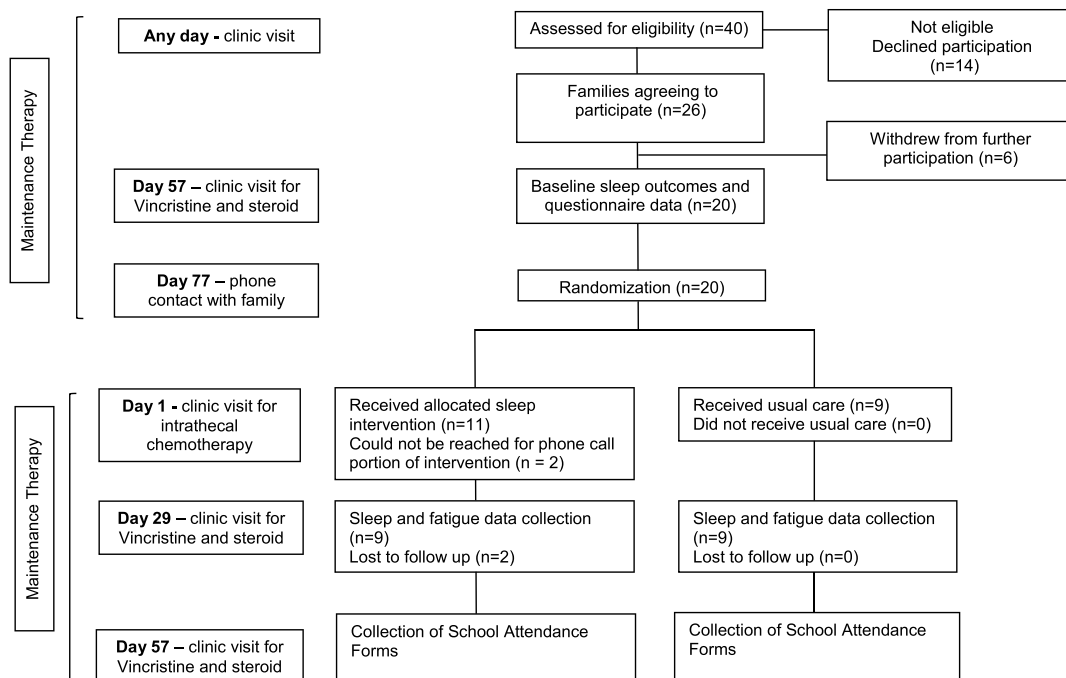 Maintenance Therapy
Any day - clinic visit
Assessed for eligibility (n=40)
Not eligible
Declined participation
(n=14)
Families agreeing to
participate (n=26)
Withdrew from further
participation (n=6)
Day 57 – clinic visit for
Vincristine and steroid
Baseline sleep outcomes and
questionnaire data (n=20)
Day 77 – phone
contact with family
Randomization (n=20)
Maintenance Therapy
Day 1 - clinic visit for
intrathecal
chemotherapy
Received allocated sleep
intervention (n=11)
Could not be reached for phone call
portion of intervention (n = 2)
Received usual care (n=9)
Did not receive usual care (n=0)
Day 29 – clinic visit for
Vincristine and steroid
Sleep and fatigue data collection
(n=9)
Lost to follow up (n=2)
Sleep and fatigue data collection
(n=9)
Lost to follow up (n=0)
Day 57 – clinic visit for
Vincristine and steroid
Collection of School Attendance
Forms
Collection of School Attendance
Forms